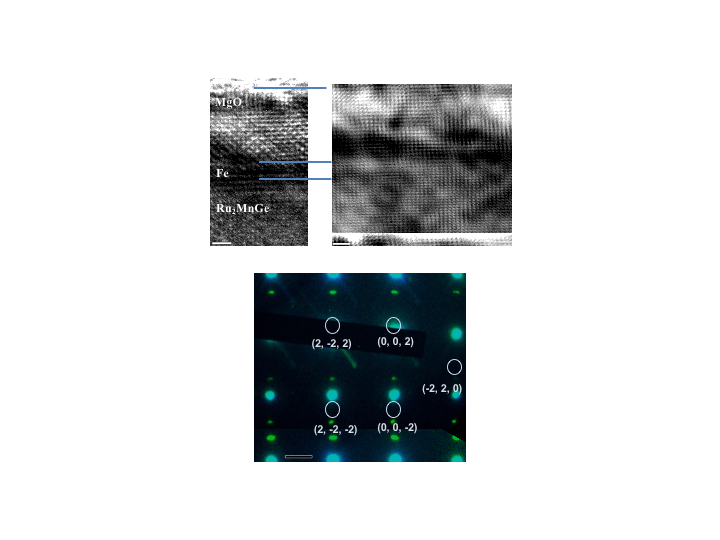 MgO
Fe
Ru₂MnGe
(2, -2, 2)
(0, 0, 2)
(-2, 2, 0)
(2, -2, -2)
(0, 0, -2)